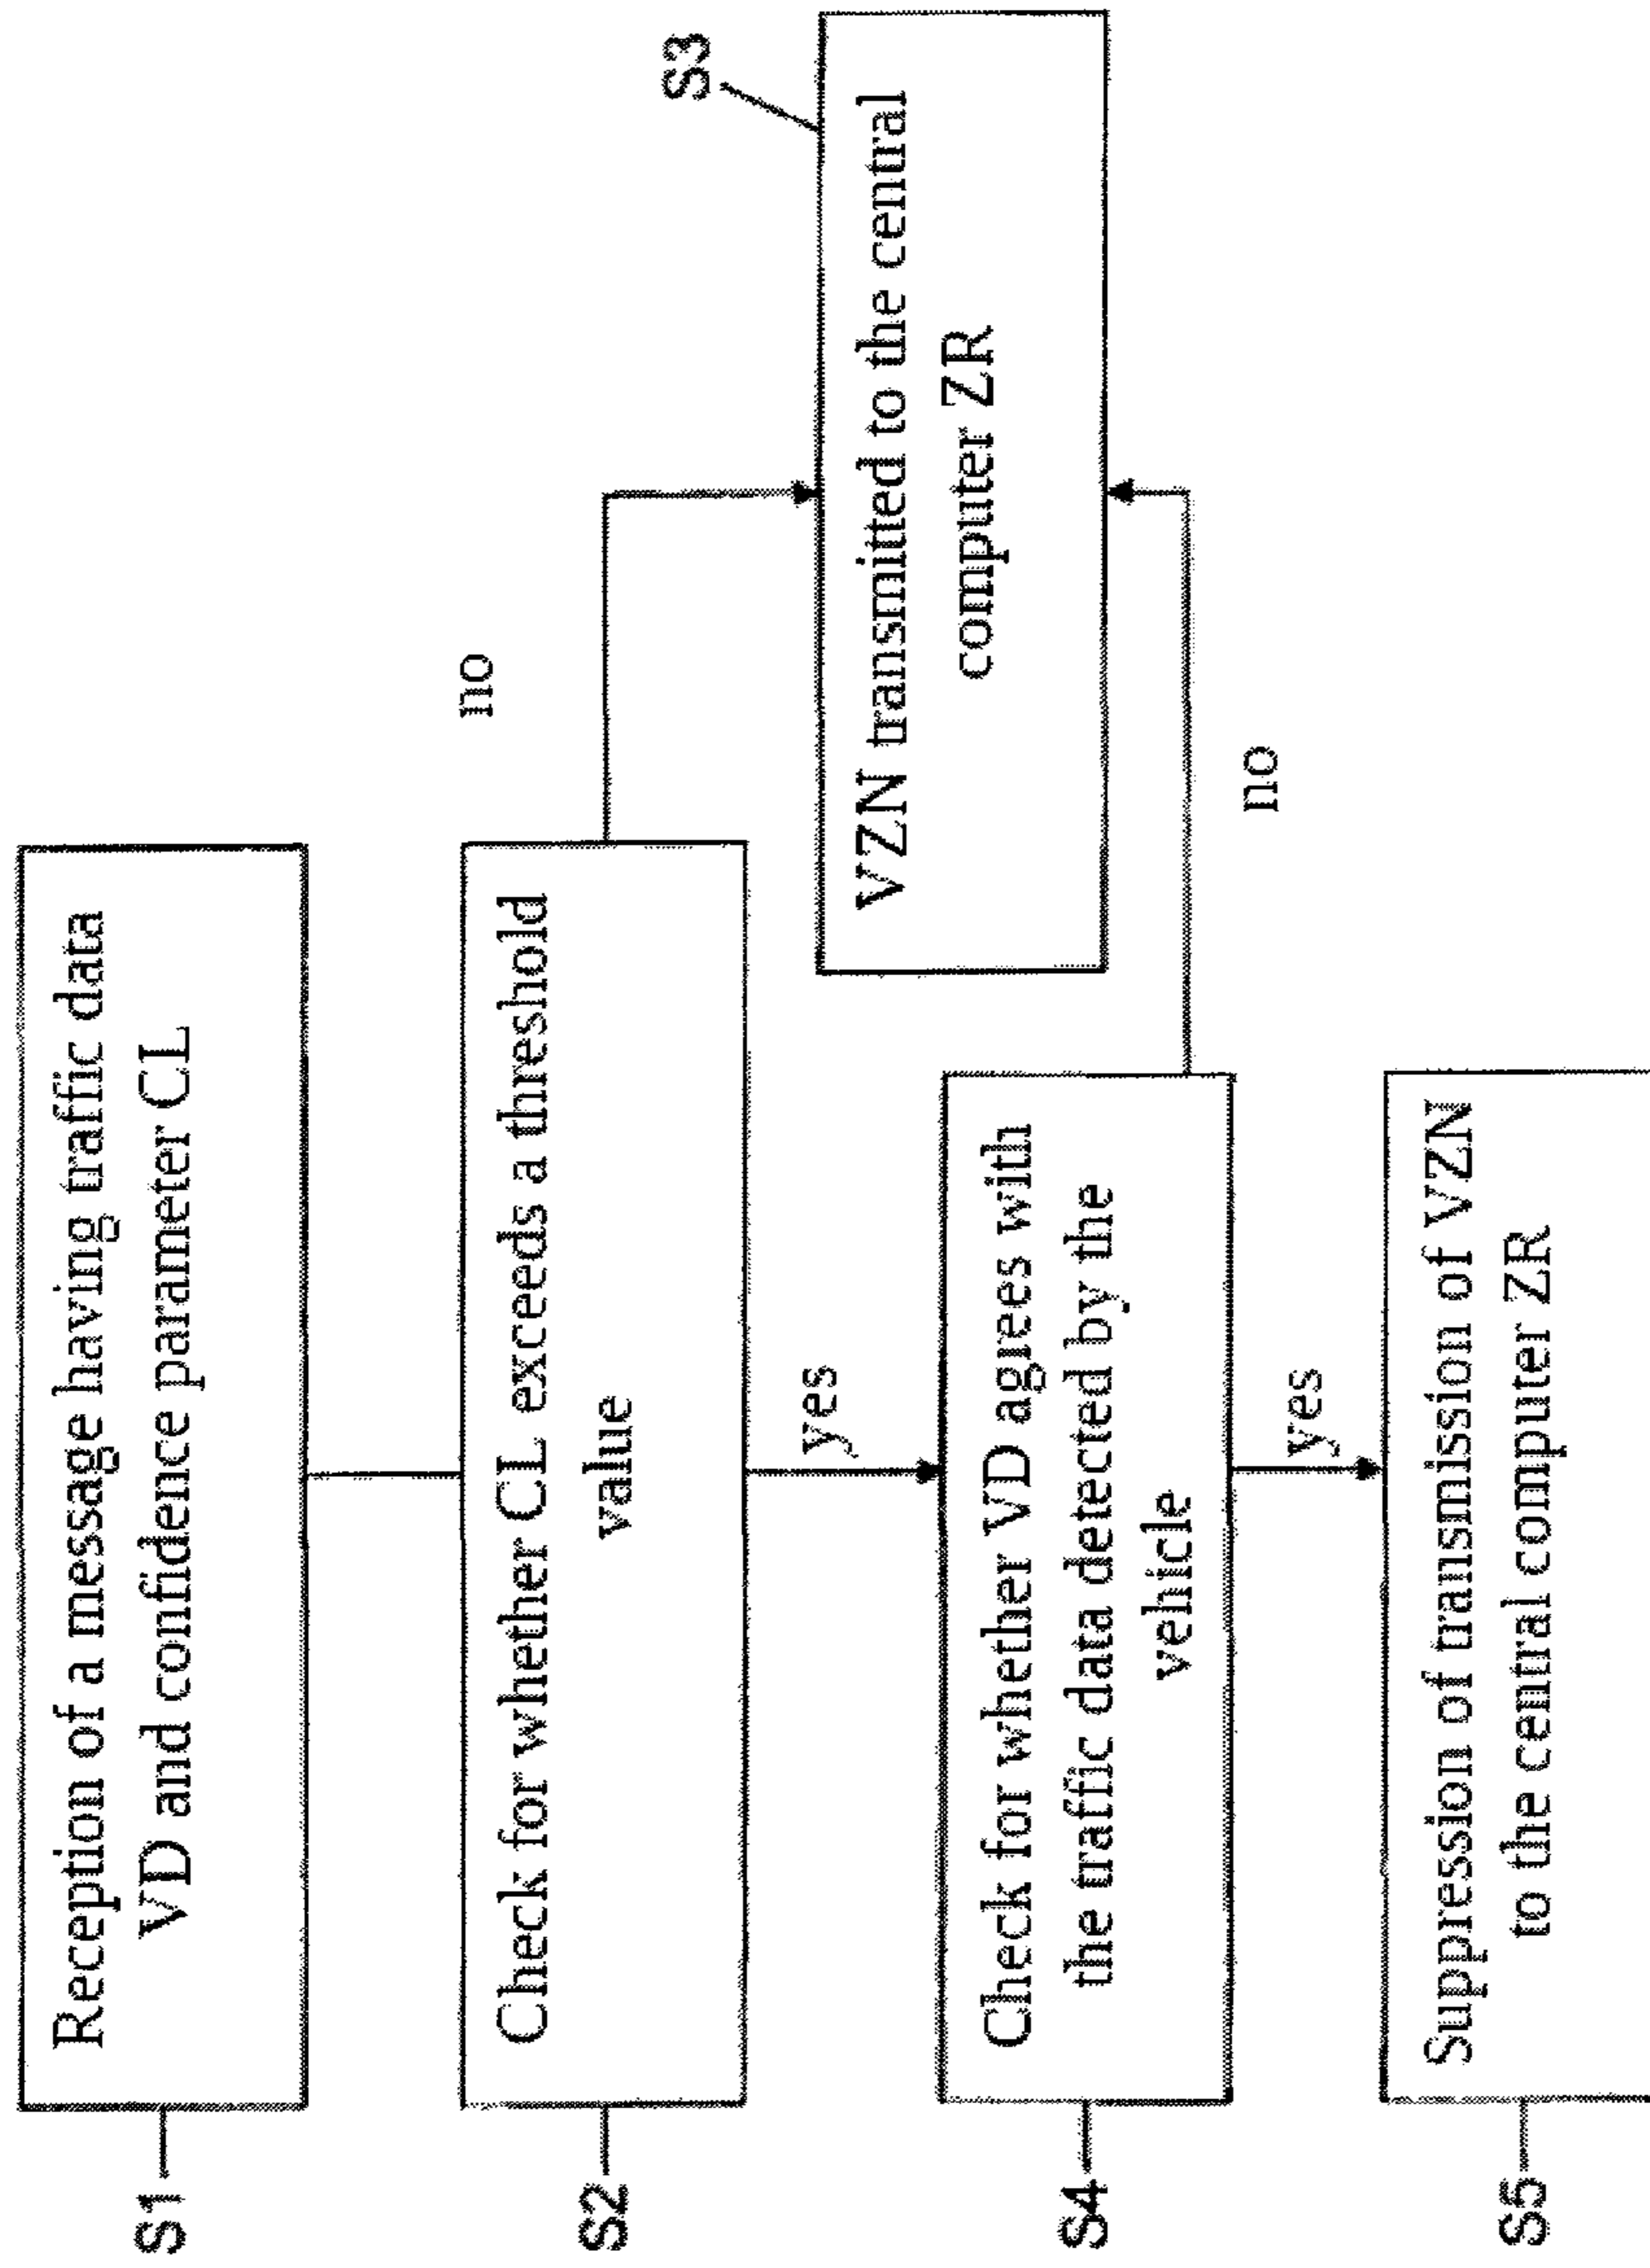 S1
Reception of a message having traffic data
VD and confidence parameter CL
S2
Check for whether CL exceeds a threshold
value
no
yes
S3
VZN transmitted to the central
computer ZR
S4
Check for whether VD agrees with
the traffic data detected by the
vehicle
no
yes
S5
Suppression of transmission of VZN
to the central computer ZR